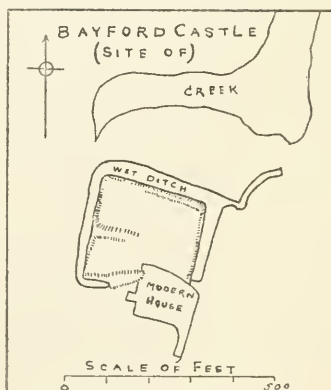 BAYFORD CASTLE
(SITE OF)
CREEK
WET DITCH
MODERN
HOUSE
SCALE OF FEET
0 500